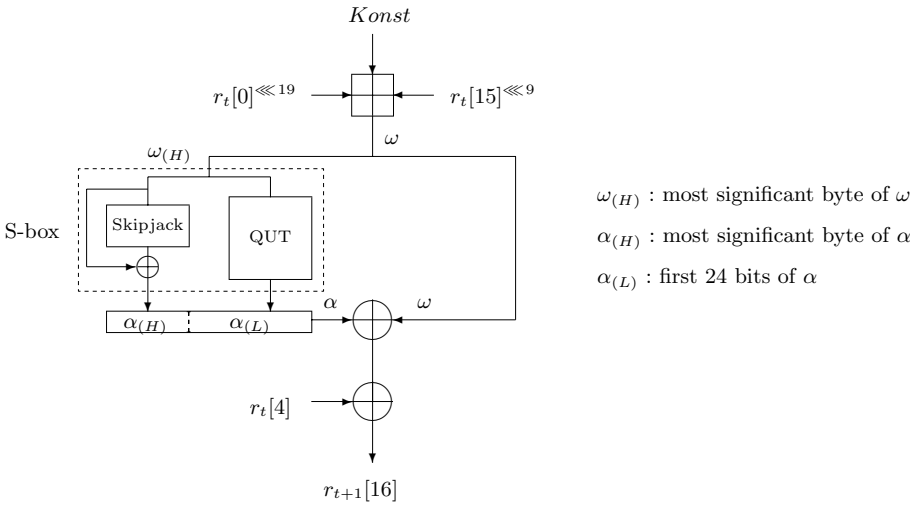 Konst
r_t[0]^{⋘19}
r_t[15]^{⋘9}
ω
ω_(H)
ω_(H) : most significant byte of ω
Skipjack
S-box
QUT
α_(H) : most significant byte of α
α_(L) : first 24 bits of α
α
ω
α_(H)
α_(L)
r_t[4]
r_{t+1}[16]